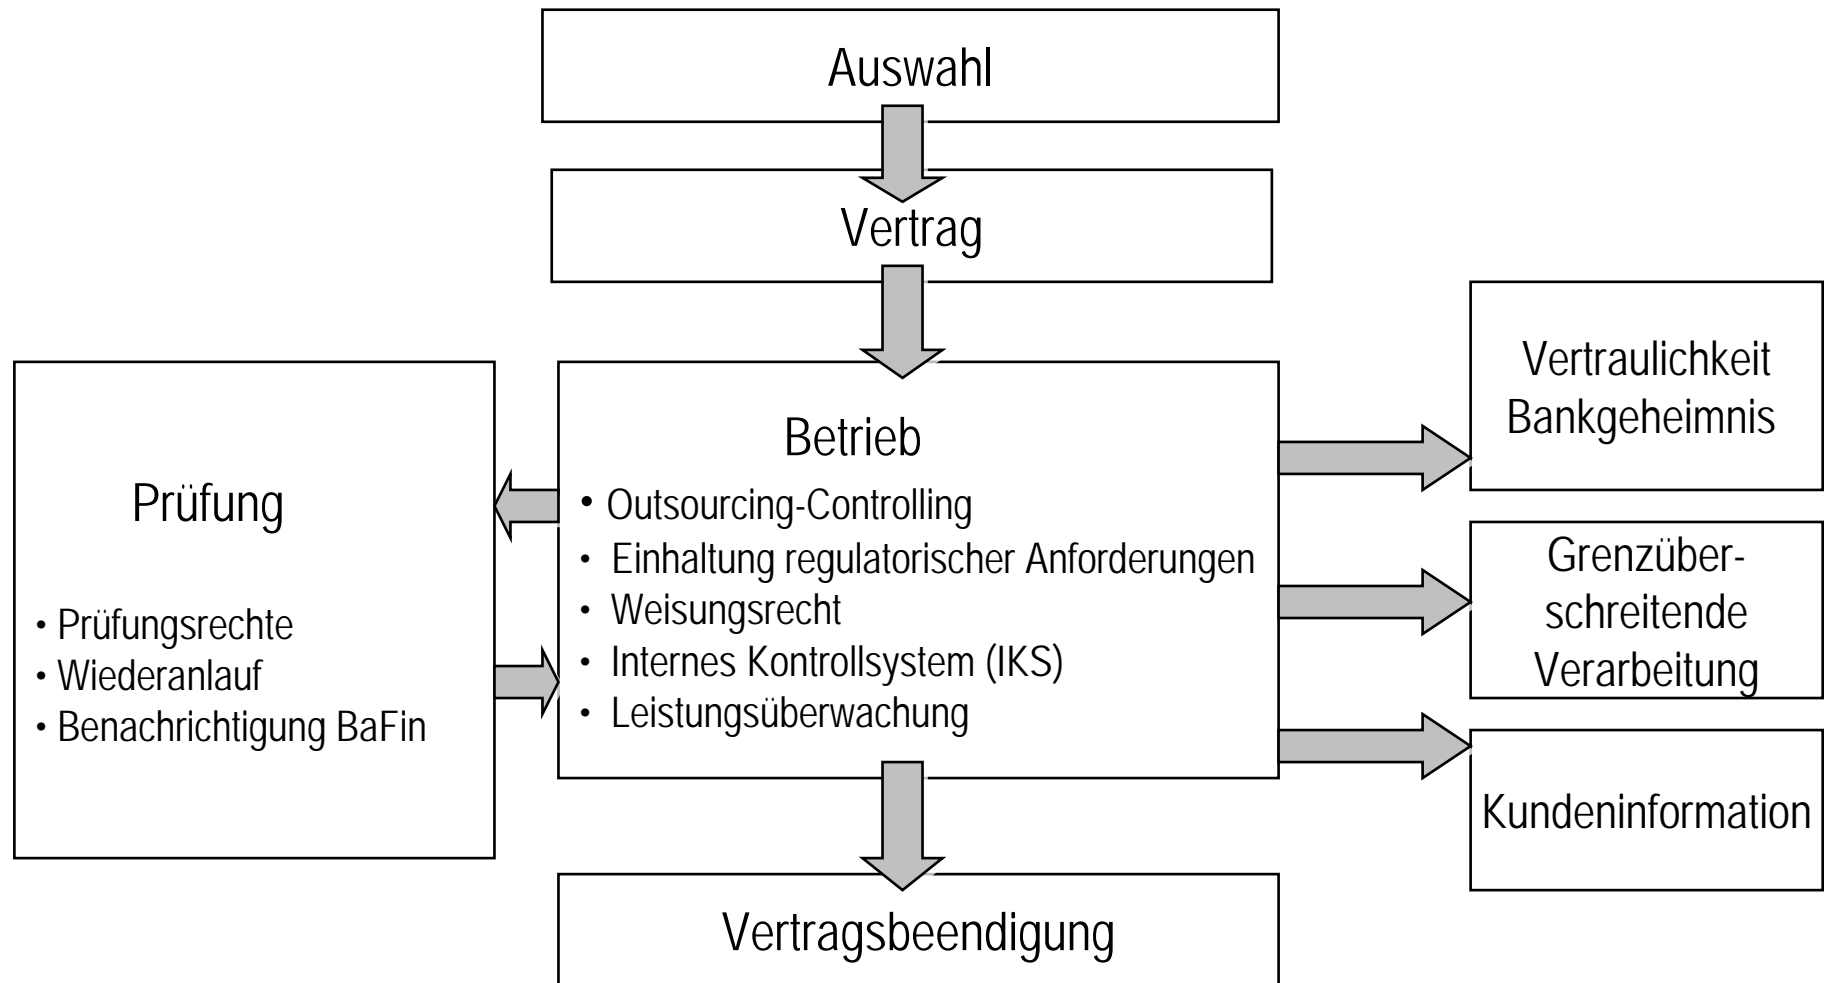 Auswahl
Vertrag
Prüfung
• Prüfungsrechte
• Wiederanlauf
• Benachrichtigung BaFin
Betrieb
• Outsourcing-Controlling
• Einhaltung regulatorischer Anforderungen
• Weisungsrecht
• Internes Kontrollsystem (IKS)
• Leistungsüberwachung
Vertraulichkeit
Bankgeheimnis
Grenzüber-
schreitende
Verarbeitung
Kundeninformation
Vertragsbeendigung